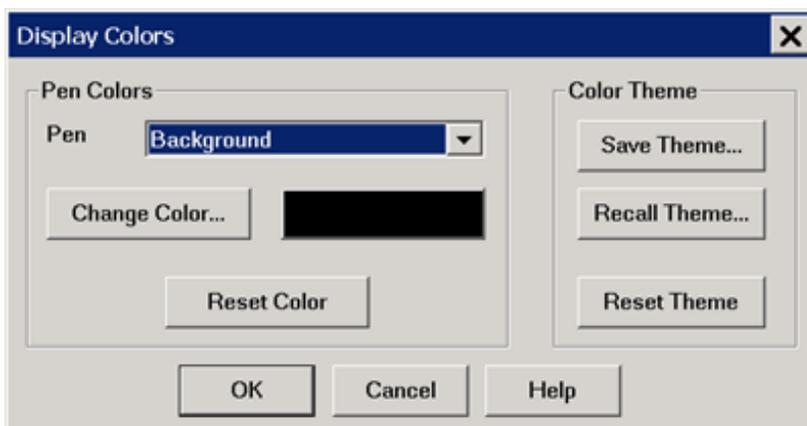 Display Colors
Pen Colors
Pen Background
Change Color...
Reset Color
Color Theme
Save Theme...
Recall Theme...
Reset Theme
OK Cancel Help